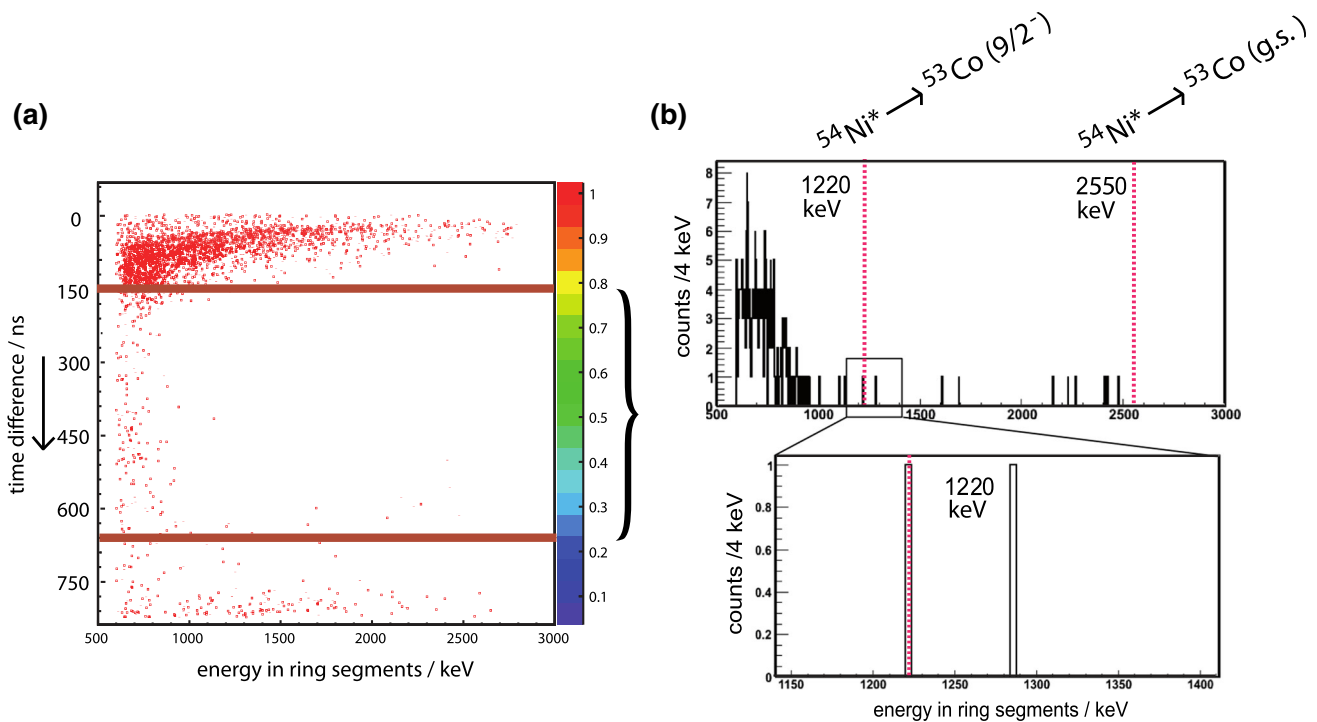 (a)
0
150
300
450
600
750
time difference / ns
500 1000 1500 2000 2500 3000
energy in ring segments / keV
1
0.9
0.8
0.7
0.6
0.5
0.4
0.3
0.2
0.1
(b)
⁵⁴Ni* → ⁵³Co (9/2⁻)
⁵⁴Ni* → ⁵³Co (g.s.)
1220
keV
2550
keV
8
7
6
5
4
3
2
1
0
counts /4 keV
500 1000 1500 2000 2500 3000
1
0.8
0.6
0.4
0.2
0
counts /4 keV
1220
keV
1150 1200 1250 1300 1350 1400
energy in ring segments / keV